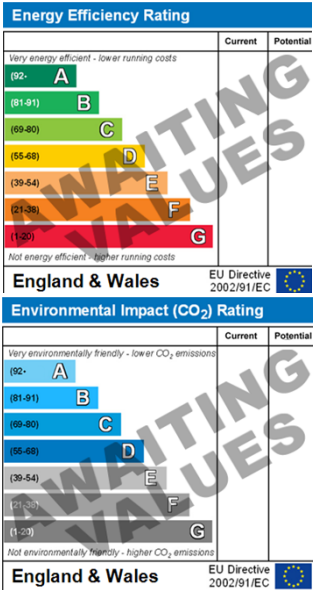 Energy Efficiency Rating
Current Potential
Very energy efficient - lower running costs
(92- A
(81-91) B
(69-80) C
(55-68) D
(39-54) E
(21-38) F
(1-20) G
Not energy efficient - higher running costs
AWAITING
VALUES
England & Wales
EU Directive
2002/91/EC
Environmental Impact (CO2) Rating
Current Potential
Very environmentally friendly - lower CO2 emissions
(92- A
(81-91) B
(69-80) C
(55-68) D
(39-54) E
(21-38) F
(1-20) G
Not environmentally friendly - higher CO2 emissions
AWAITING
VALUES
England & Wales
EU Directive
2002/91/EC